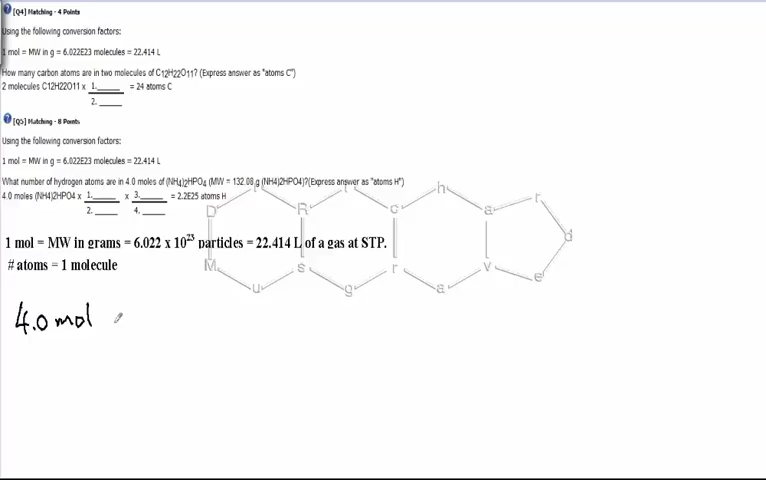 [Q4] Matching - 4 Points
Using the following conversion factors:
1 mol = MW in g = 6.022E23 molecules = 22.414 L
How many carbon atoms are in two molecules of C12H22O11? (Express answer as "atoms C")
2 molecules C12H22O11 x 1.______ = 24 atoms C
2. ______
[Q5] Matching - 8 Points
Using the following conversion factors:
1 mol = MW in g = 6.022E23 molecules = 22.414 L
What number of hydrogen atoms are in 4.0 moles of (NH4)2HPO4 (MW = 132.08 g (NH4)2HPO4)?(Express answer as "atoms H")
4.0 moles (NH4)2HPO4 x 1.______ x 3.______ = 2.2E25 atoms H
2. ______ 4. ______
1 mol = MW in grams = 6.022 x 10²³ particles = 22.414 L of a gas at STP.
# atoms = 1 molecule
4.0 mol
D R c h a r d
M u s g r a v e